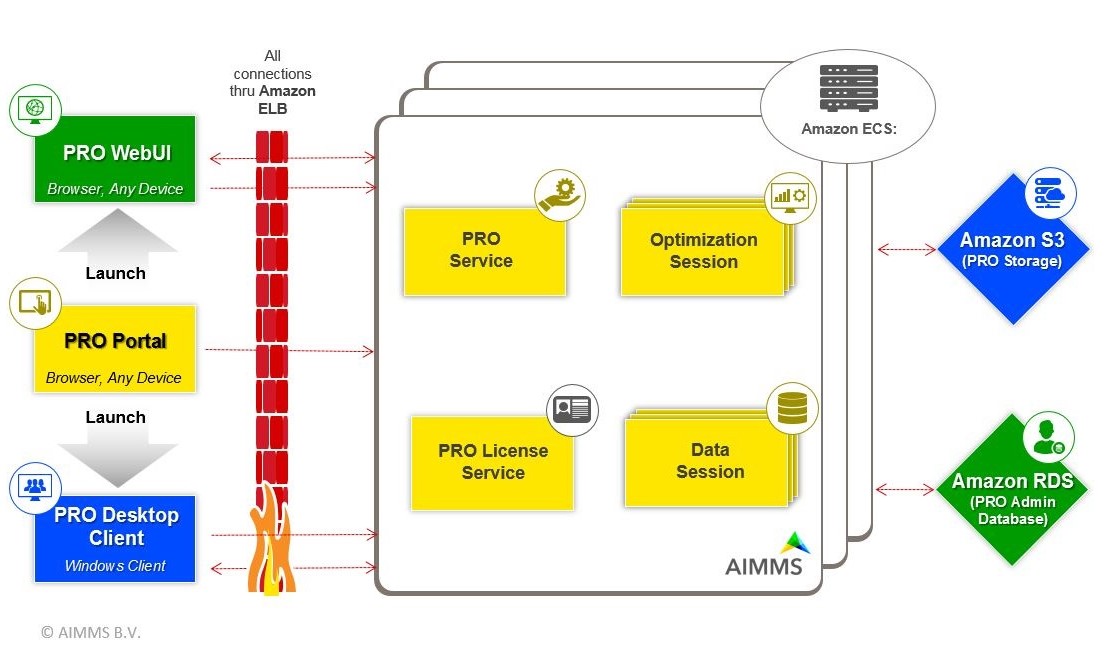 All
connections
thru Amazon
ELB
Amazon ECS:
PRO WebUI
Browser, Any Device
Launch
PRO Portal
Browser, Any Device
Launch
PRO Desktop
Client
Windows Client
PRO
Service
Optimization
Session
PRO License
Service
Data
Session
AIMMS
Amazon S3
(PRO Storage)
Amazon RDS
(PRO Admin
Database)
© AIMMS B.V.